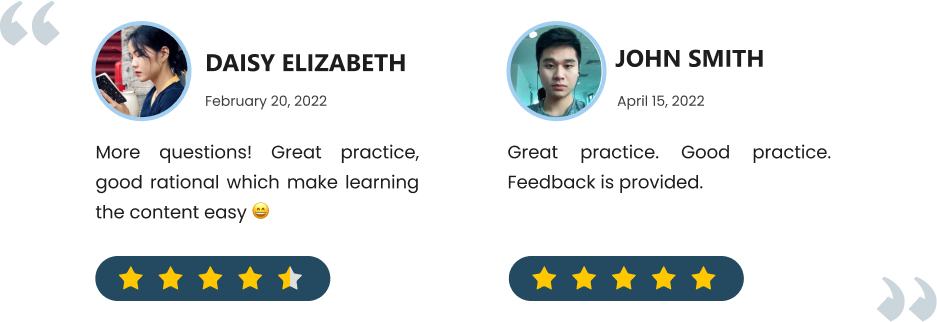 DAISY ELIZABETH
February 20, 2022
More questions! Great practice,
good rational which make learning
the content easy 😄
JOHN SMITH
April 15, 2022
Great practice. Good practice.
Feedback is provided.